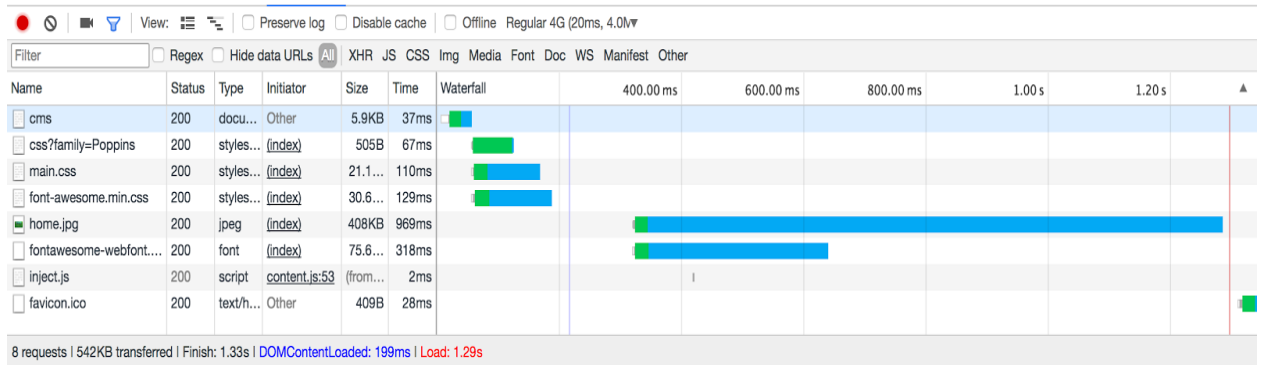 View: Preserve log Disable cache Offline Regular 4G (20ms, 4.0M
Filter Regex Hide data URLs All XHR JS CSS Img Media Font Doc WS Manifest Other
Name Status Type Initiator Size Time Waterfall 400.00 ms 600.00 ms 800.00 ms 1.00 s 1.20 s
cms 200 docu... Other 5.9KB 37ms
css?family=Poppins 200 styles... (index) 505B 67ms
main.css 200 styles... (index) 21.1... 110ms
font-awesome.min.css 200 styles... (index) 30.6... 129ms
home.jpg 200 jpeg (index) 408KB 969ms
fontawesome-webfont.... 200 font (index) 75.6... 318ms
inject.js 200 script content.js:53 (from... 2ms
favicon.ico 200 text/h... Other 409B 28ms
8 requests | 542KB transferred | Finish: 1.33s | DOMContentLoaded: 199ms | Load: 1.29s